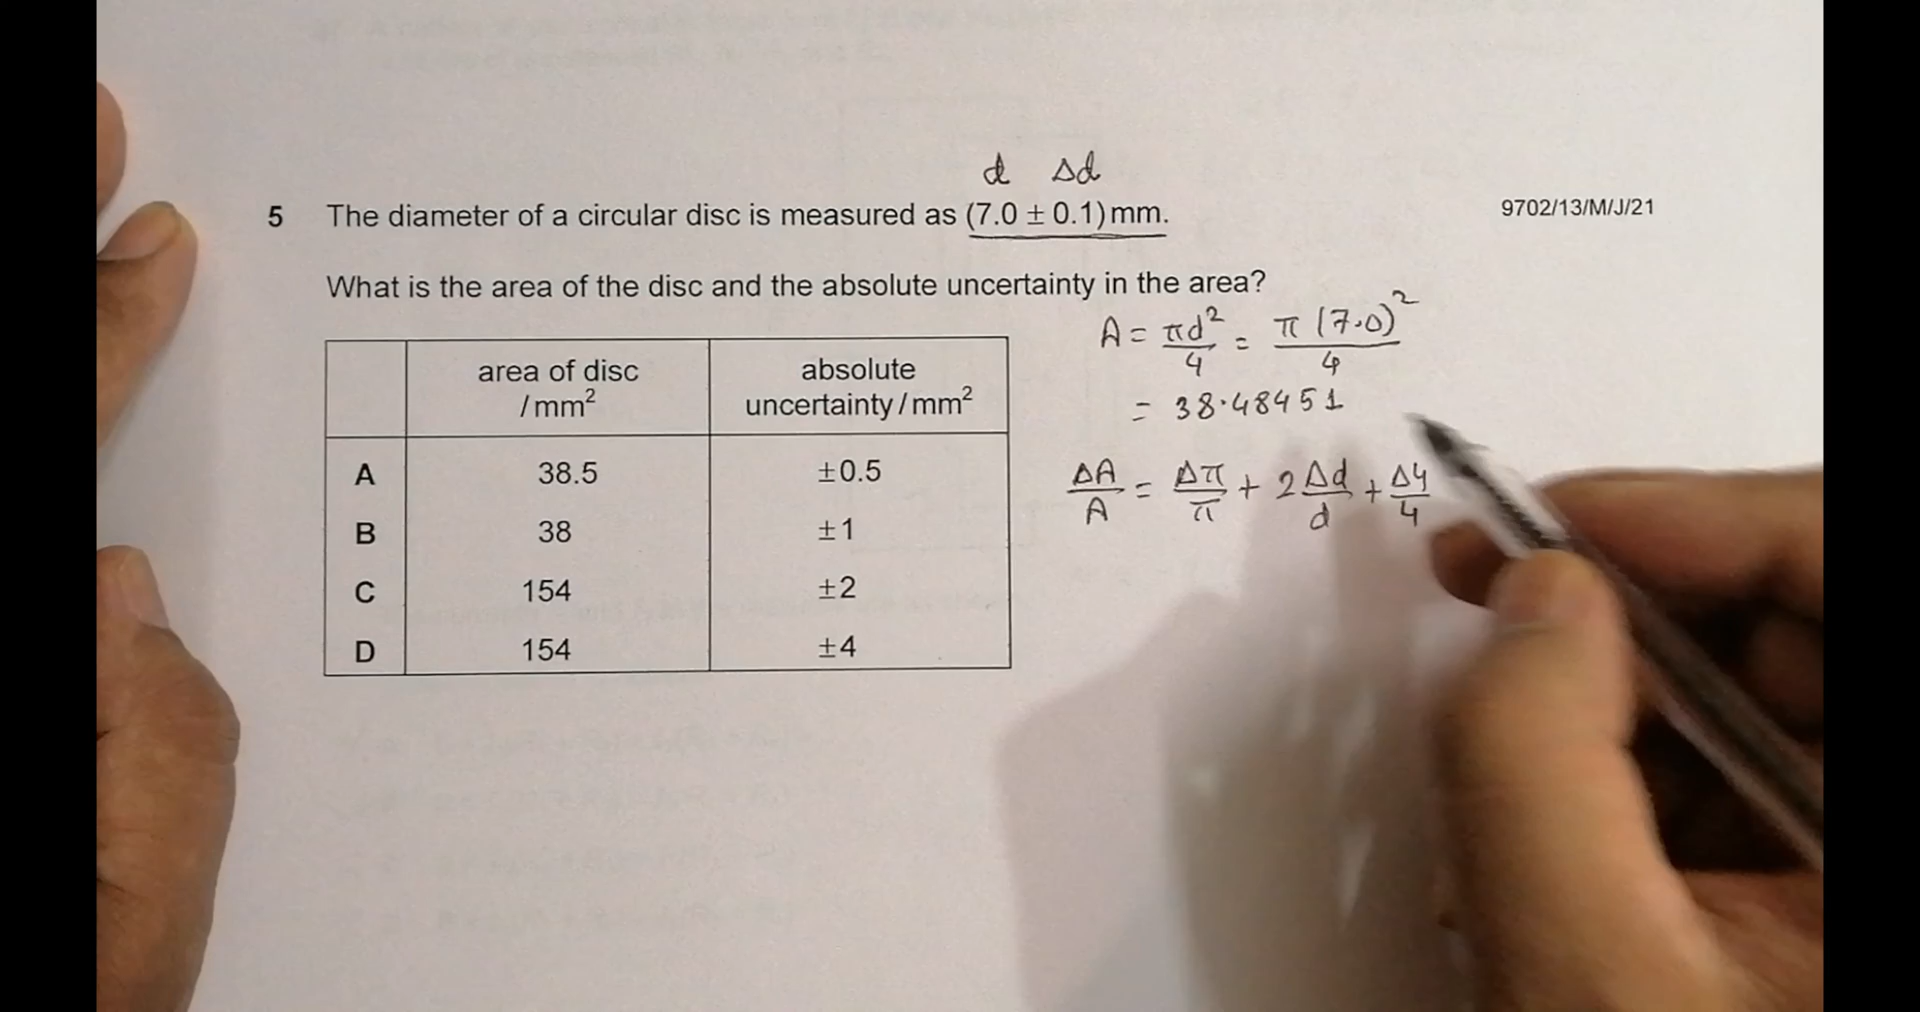 d Δd
5 The diameter of a circular disc is measured as (7.0 ± 0.1) mm. 9702/13/M/J/21
What is the area of the disc and the absolute uncertainty in the area?
A = πd²/4 = π(7.0)²/4
= 38.48451
ΔA/A = Δπ/π + 2Δd/d + Δ4/4
area of disc /mm² absolute uncertainty/mm²
A 38.5 ±0.5
B 38 ±1
C 154 ±2
D 154 ±4